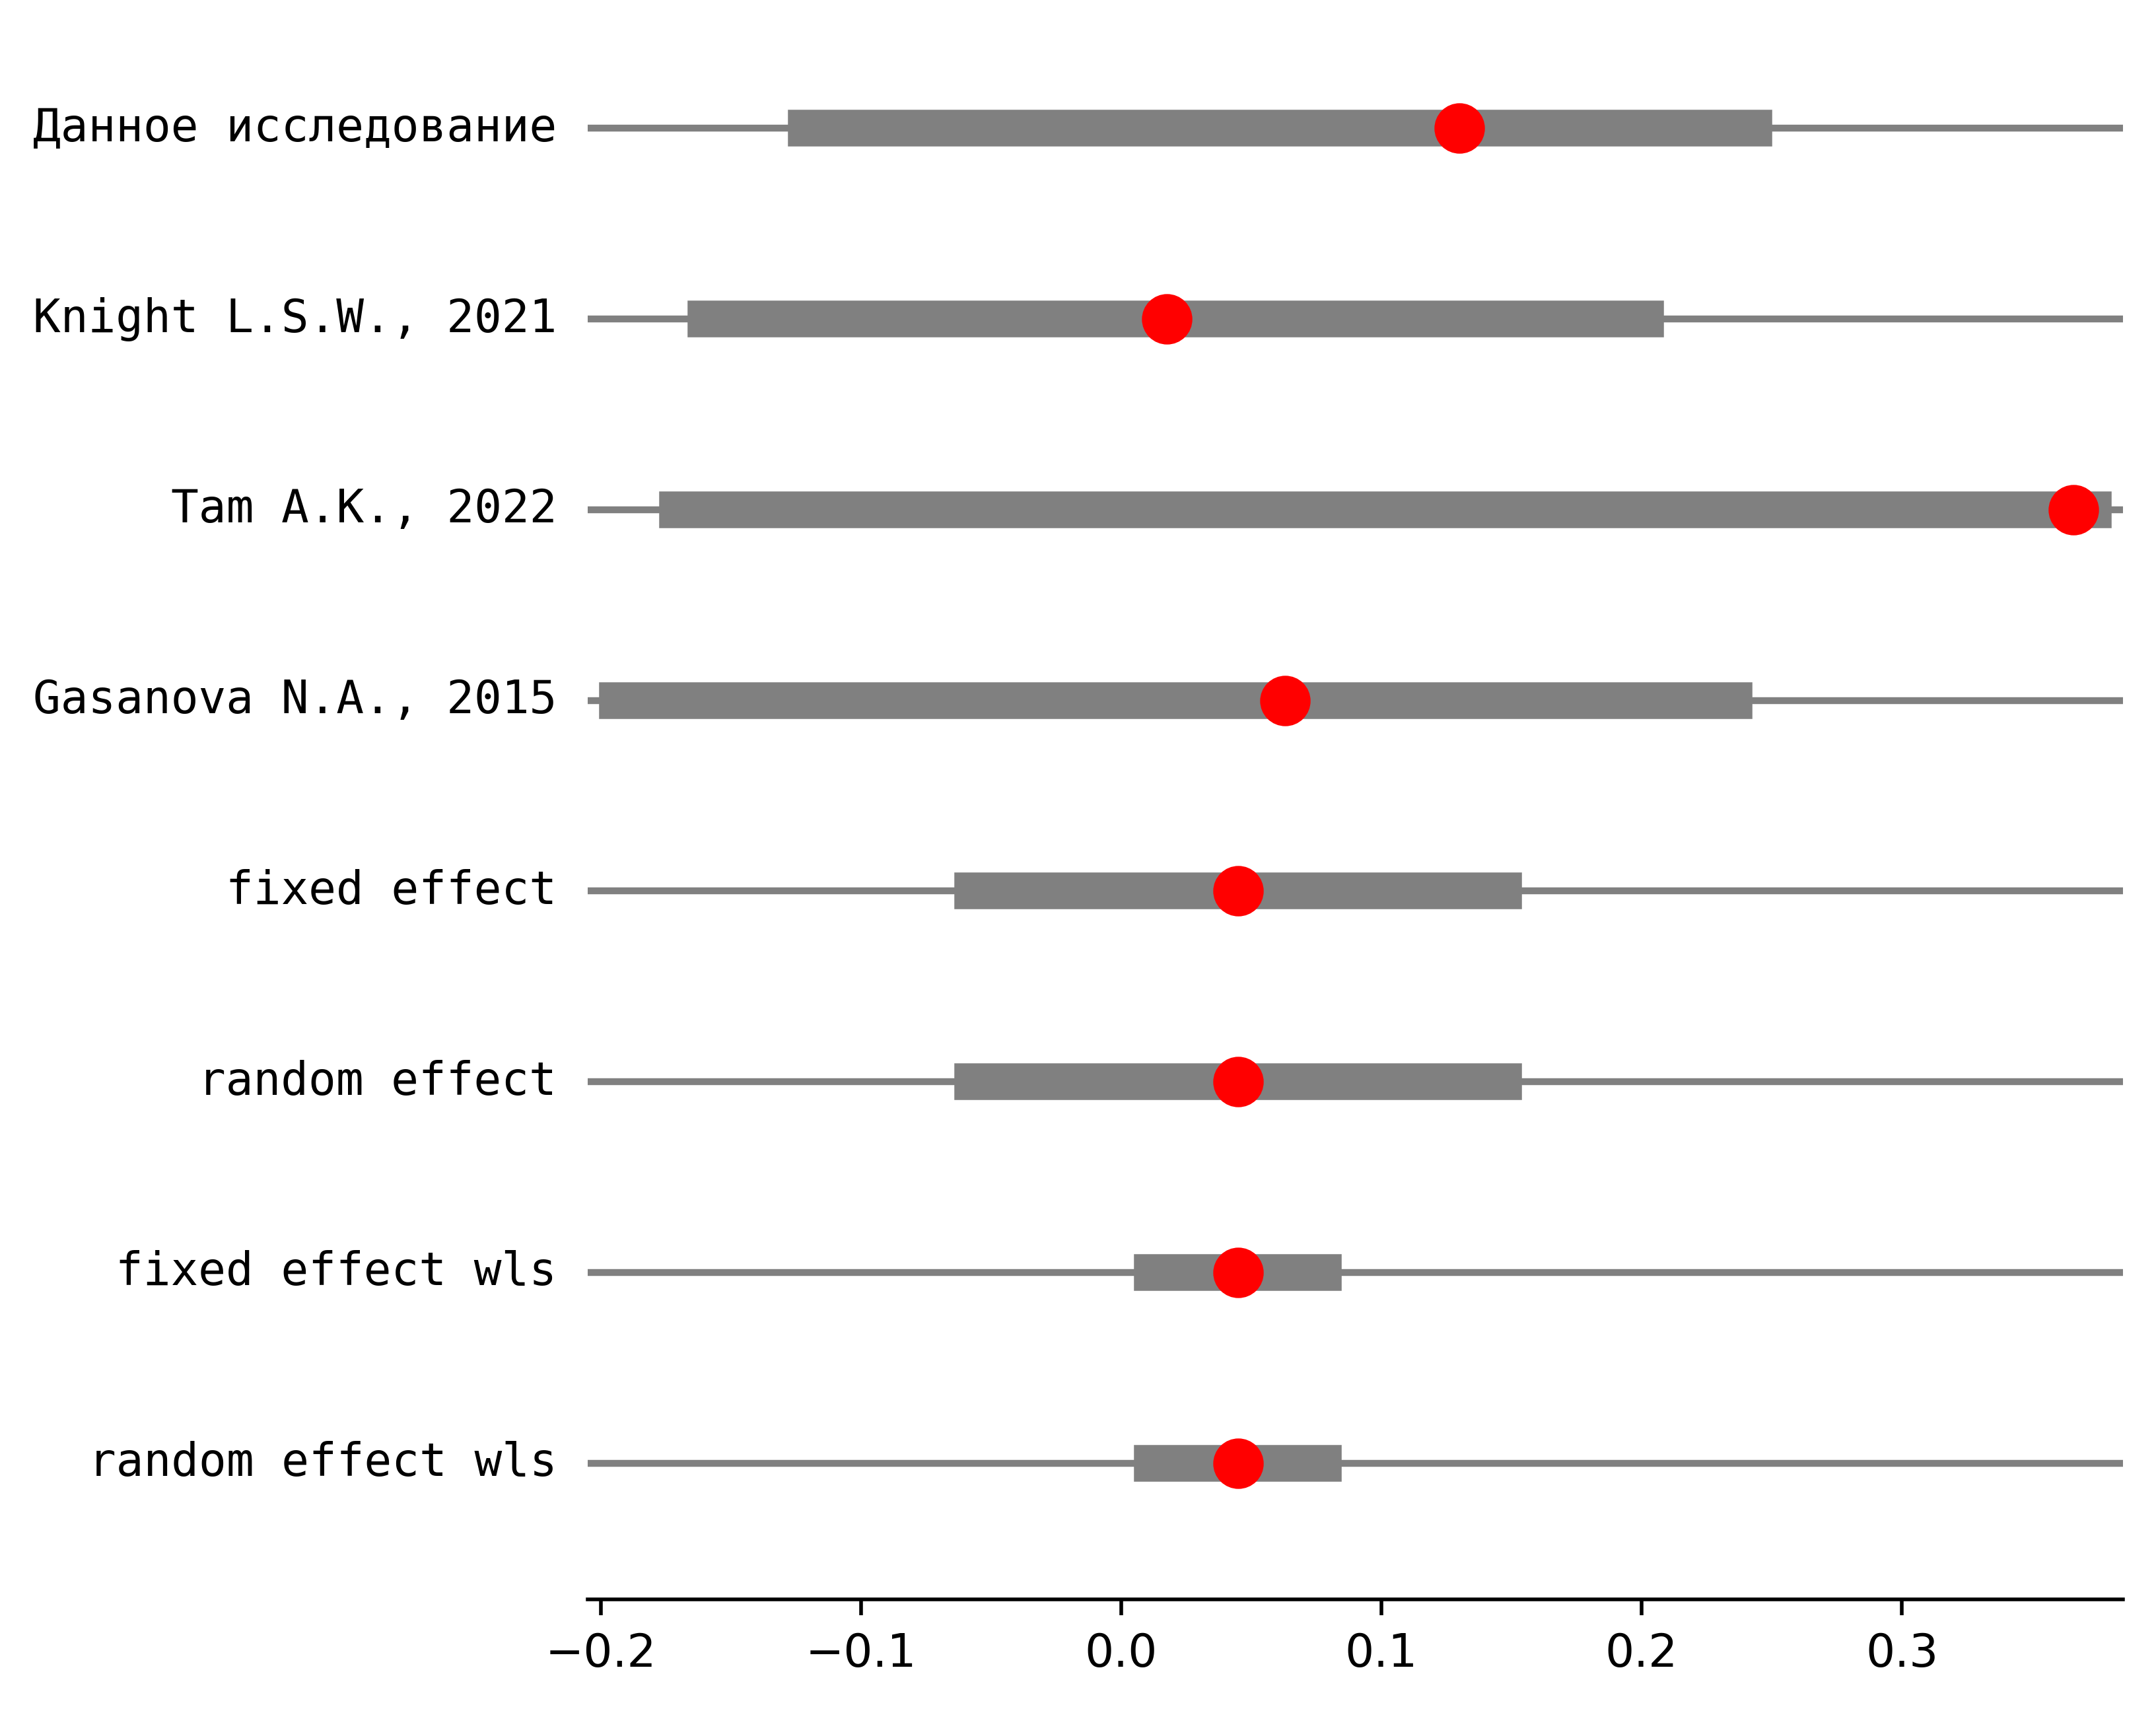 Данное исследование
Knight L.S.W., 2021
Tam A.K., 2022
Gasanova N.A., 2015
fixed effect
random effect
fixed effect wls
random effect wls
−0.2 −0.1 0.0 0.1 0.2 0.3